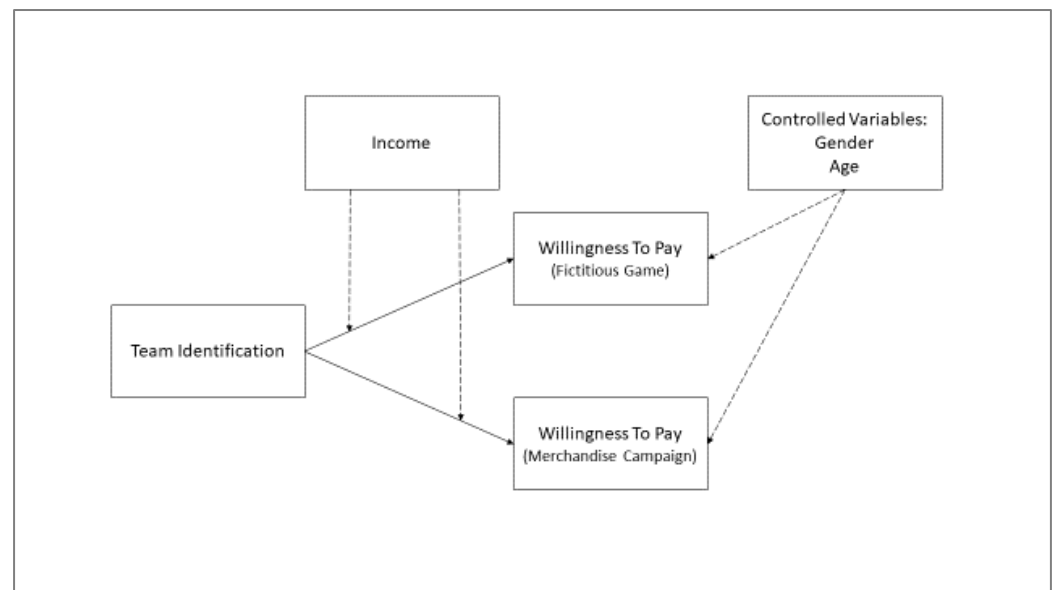 Income
Controlled Variables:
Gender
Age
Willingness To Pay
(Fictitious Game)
Team Identification
Willingness To Pay
(Merchandise Campaign)